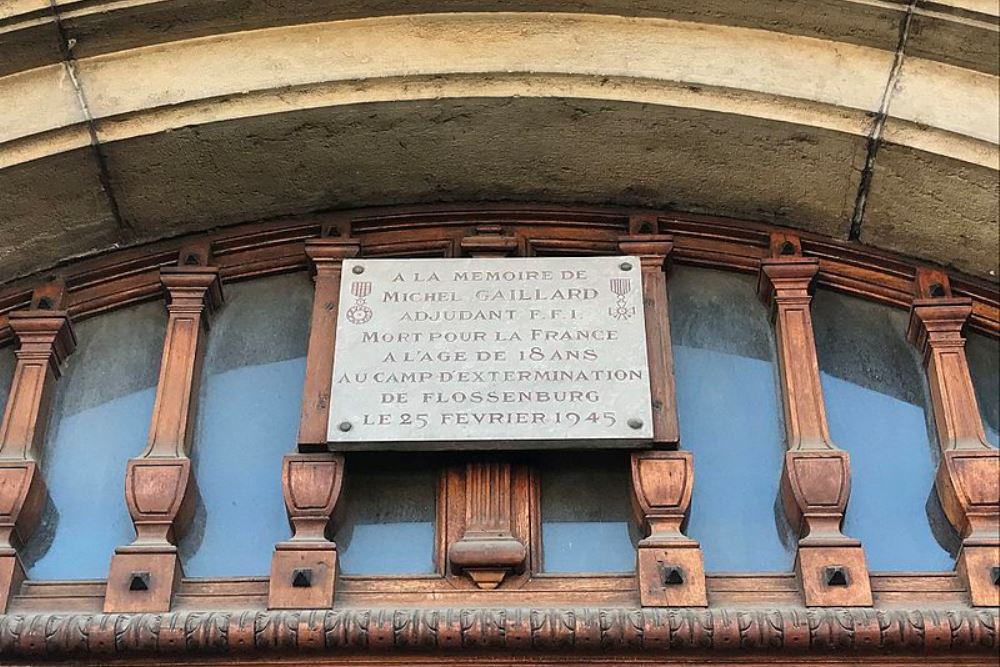 A LA MEMOIRE DE
MICHEL GAILLARD
ADJUDANT F.F.I.
MORT POUR LA FRANCE
A L'AGE DE 18 ANS
AU CAMP D'EXTERMINATION
DE FLOSSENBURG
LE 25 FEVRIER 1945